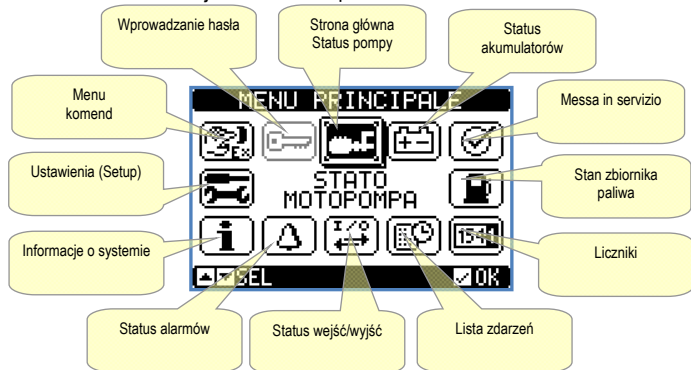 Wprowadzanie hasła
Strona główna
Status pompy
Status
akumulatorów
Menu
komend
MENU PRINCIPALE
Messa in servizio
Ex
Ustawienia (Setup)
STATO
MOTOPOMPA
Stan zbiornika
paliwa
Informacje o systemie
I/O
Liczniki
SEL
OK
Status alarmów
Status wejść/wyjść
Lista zdarzeń